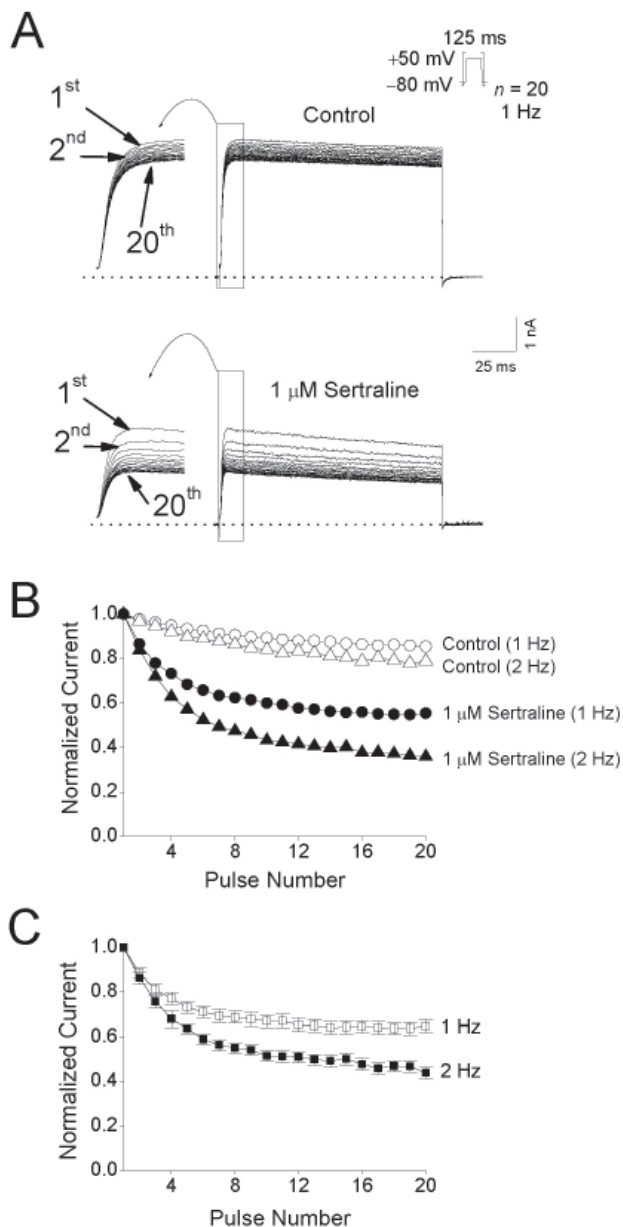 A
125 ms
+50 mV
−80 mV
n = 20
1 Hz
Control
1st
2nd
20th
1 nA
25 ms
1 μM Sertraline
1st
2nd
20th
B
Normalized Current
1.0
0.8
0.6
0.4
0.2
0.0
4 8 12 16 20
Pulse Number
Control (1 Hz)
Control (2 Hz)
1 μM Sertraline (1 Hz)
1 μM Sertraline (2 Hz)
C
Normalized Current
1.0
0.8
0.6
0.4
0.2
0.0
4 8 12 16 20
Pulse Number
1 Hz
2 Hz